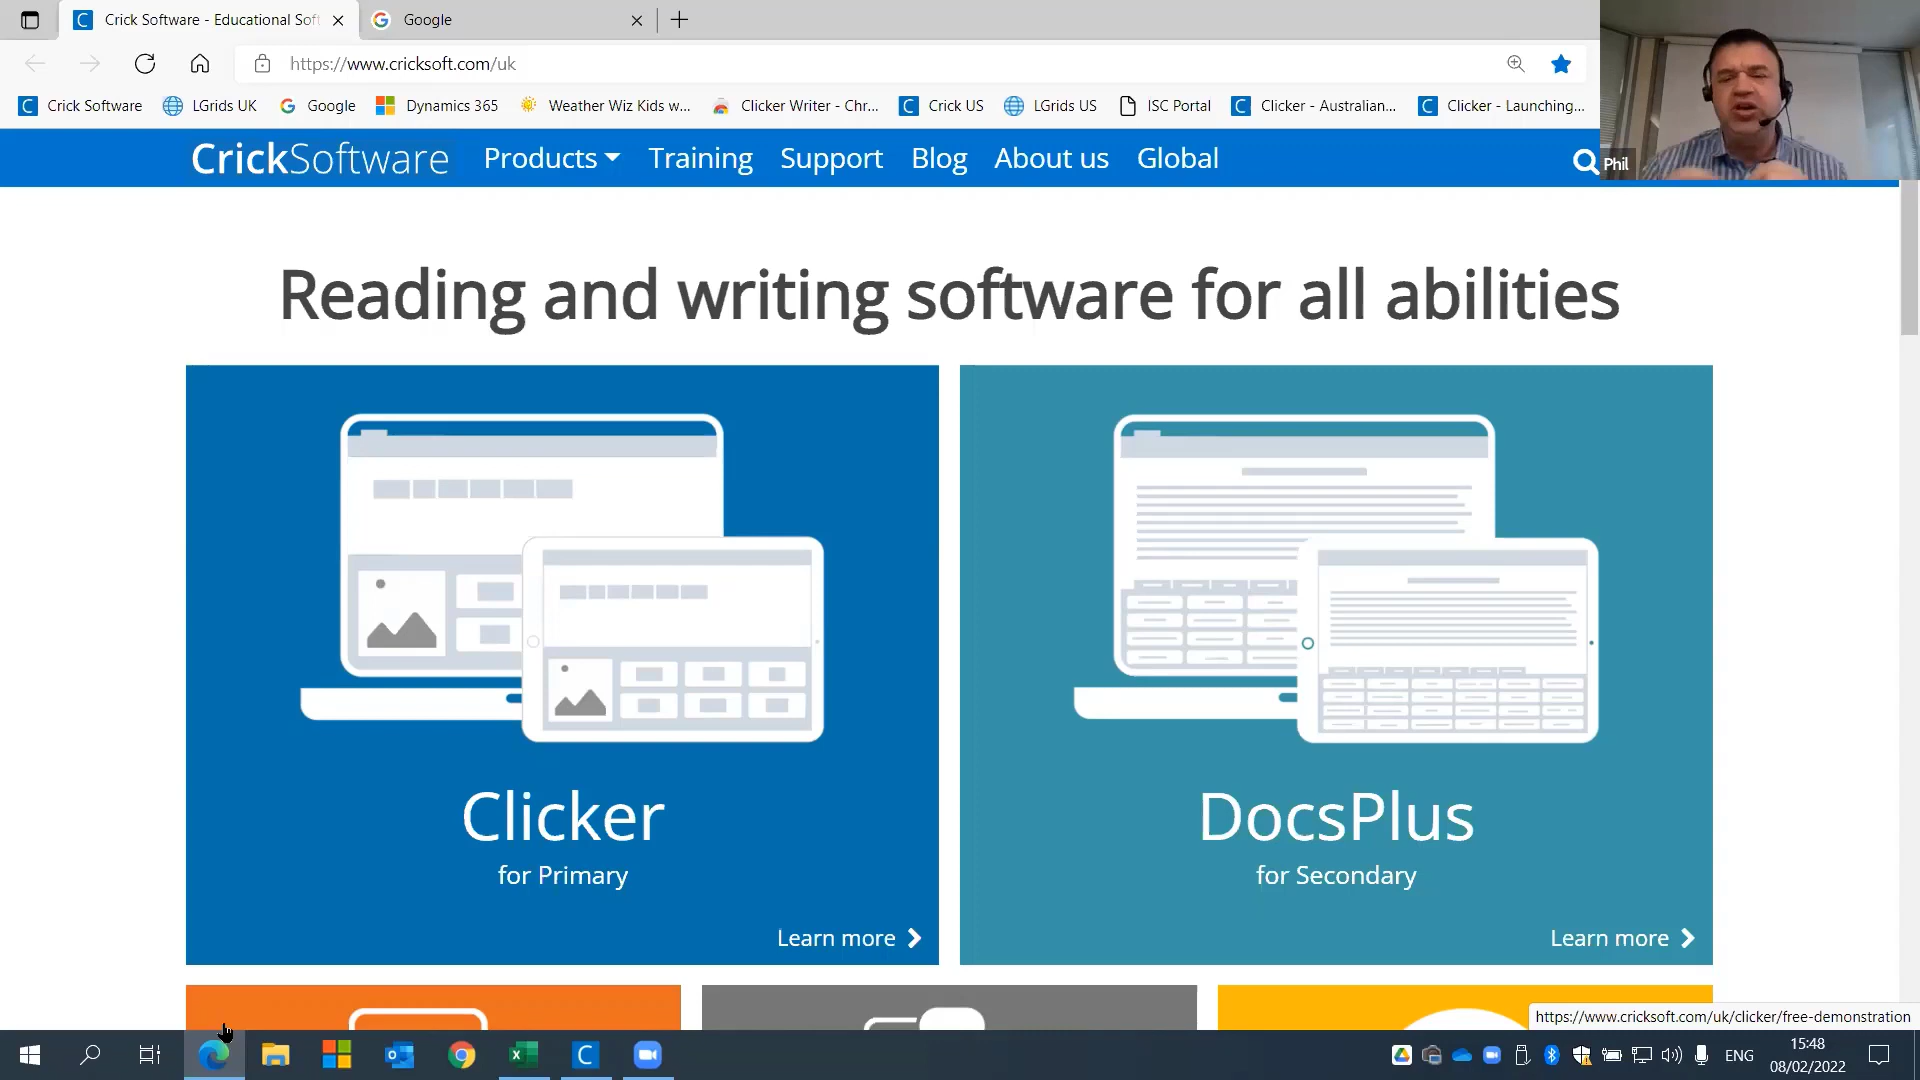 Crick Software - Educational Soft
Google
https://www.cricksoft.com/uk
Crick Software
LGrids UK
Google
Dynamics 365
Weather Wiz Kids w...
Clicker Writer - Chr...
Crick US
LGrids US
ISC Portal
Clicker - Australian...
Clicker - Launching...
CrickSoftware
Products
Training
Support
Blog
About us
Global
Phil
Reading and writing software for all abilities
Clicker
for Primary
Learn more
DocsPlus
for Secondary
Learn more
https://www.cricksoft.com/uk/clicker/free-demonstration
ENG
15:48
08/02/2022